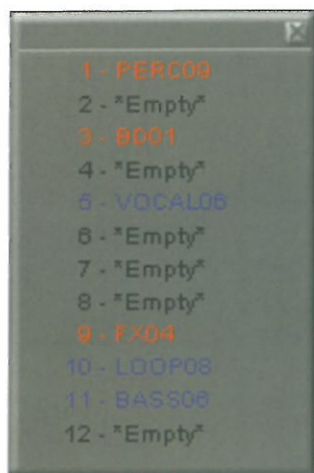 1 - PERC09
2 - *Empty*
3 - BD01
4 - *Empty*
5 - VOCAL06
6 - *Empty*
7 - *Empty*
8 - *Empty*
9 - FX04
10 - LOOP08
11 - BASS06
12 - *Empty*